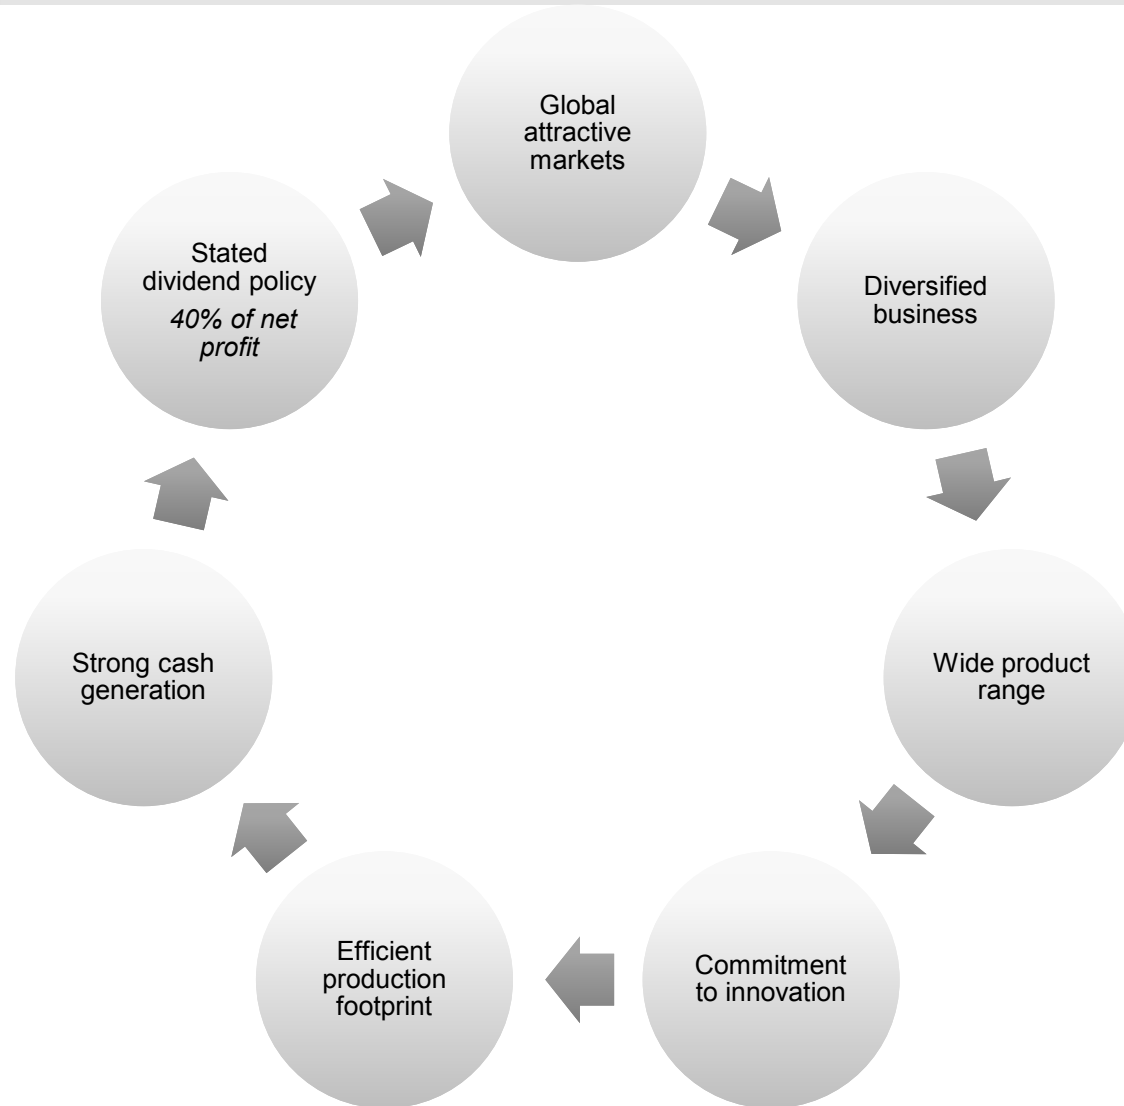 Global
attractive
markets
Diversified
business
Wide product
range
Commitment
to innovation
Efficient
production
footprint
Strong cash
generation
Stated
dividend policy
40% of net
profit